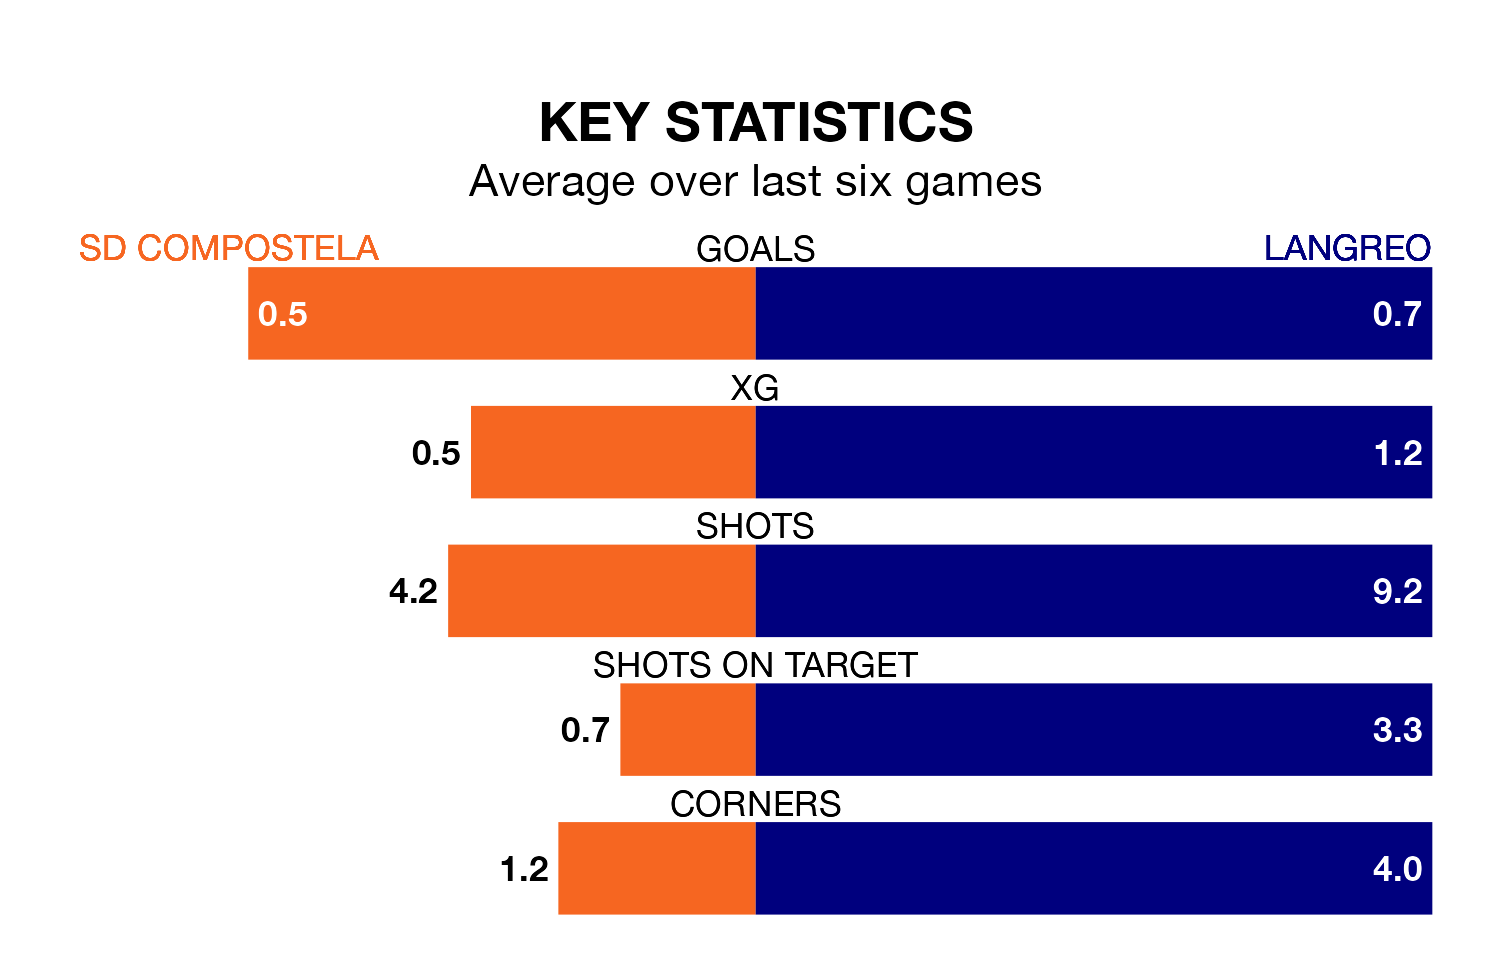 KEY STATISTICS
Average over last six games
SD COMPOSTELA GOALS LANGREO
0.5 0.7
XG
0.5 1.2
SHOTS
4.2 9.2
SHOTS ON TARGET
0.7 3.3
CORNERS
1.2 4.0